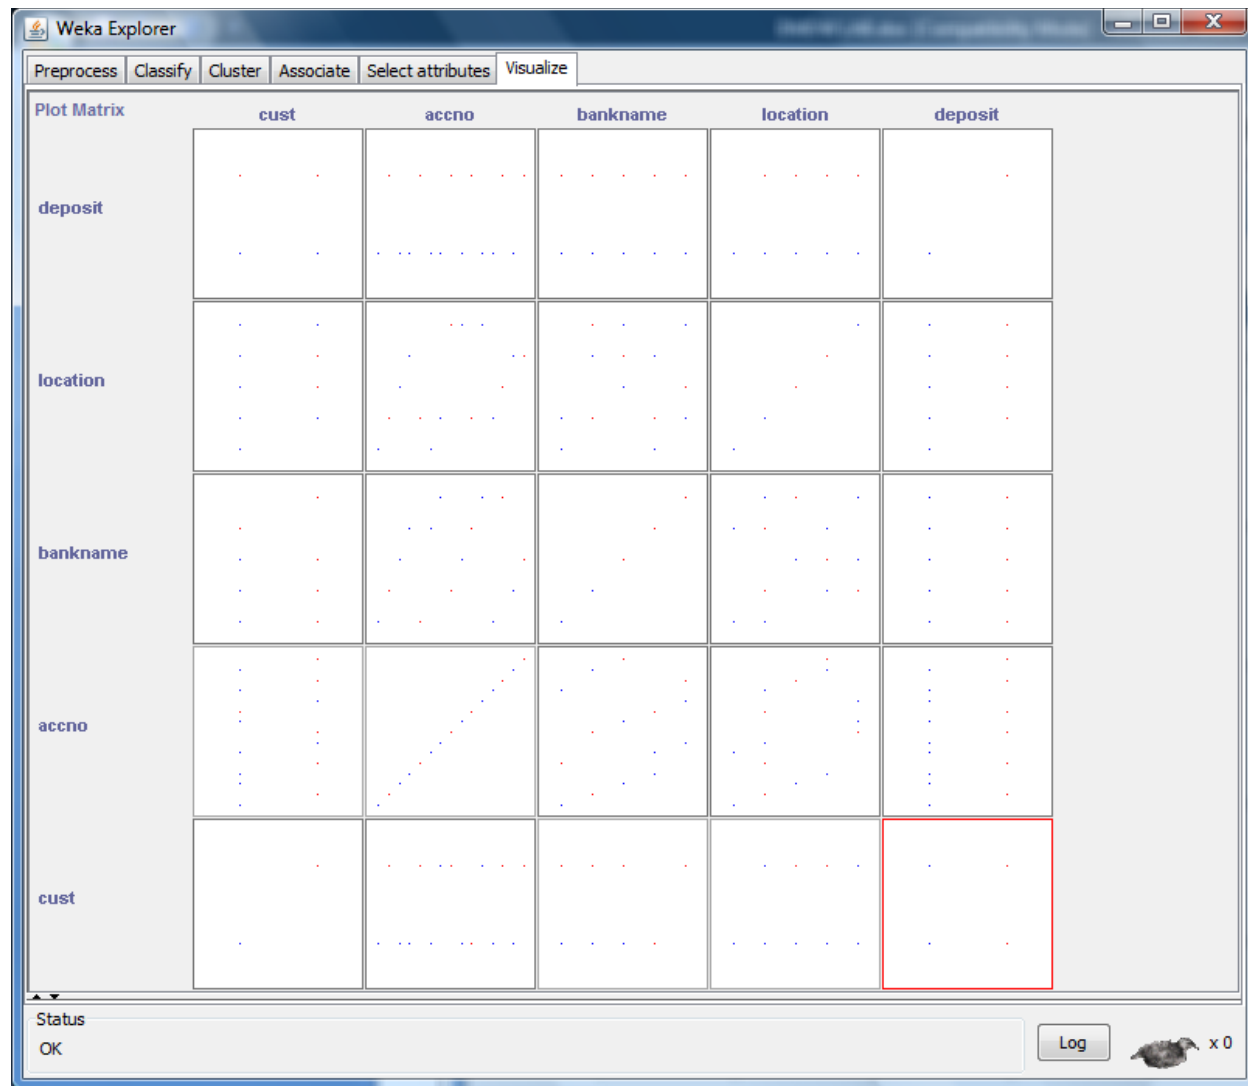 Weka Explorer
Preprocess Classify Cluster Associate Select attributes Visualize
Plot Matrix
cust accno bankname location deposit
deposit
location
bankname
accno
cust
Status
OK
Log
x 0